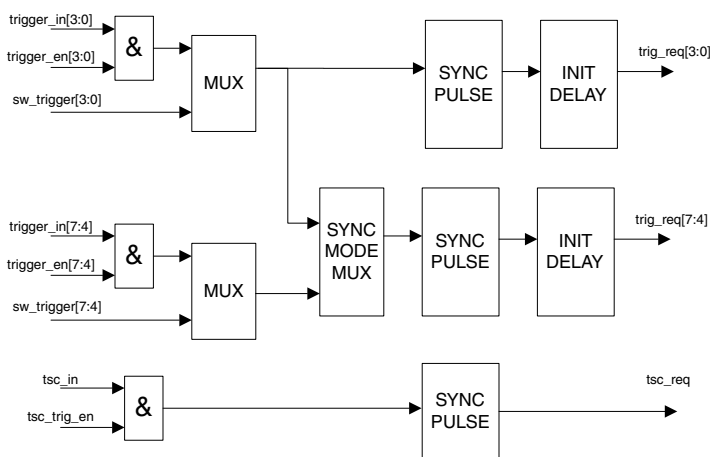 trigger_in[3:0]
trigger_en[3:0]
&
sw_trigger[3:0]
MUX
SYNC
PULSE
INIT
DELAY
trig_req[3:0]
trigger_in[7:4]
trigger_en[7:4]
&
sw_trigger[7:4]
MUX
SYNC
MODE
MUX
SYNC
PULSE
INIT
DELAY
trig_req[7:4]
tsc_in
tsc_trig_en
&
SYNC
PULSE
tsc_req